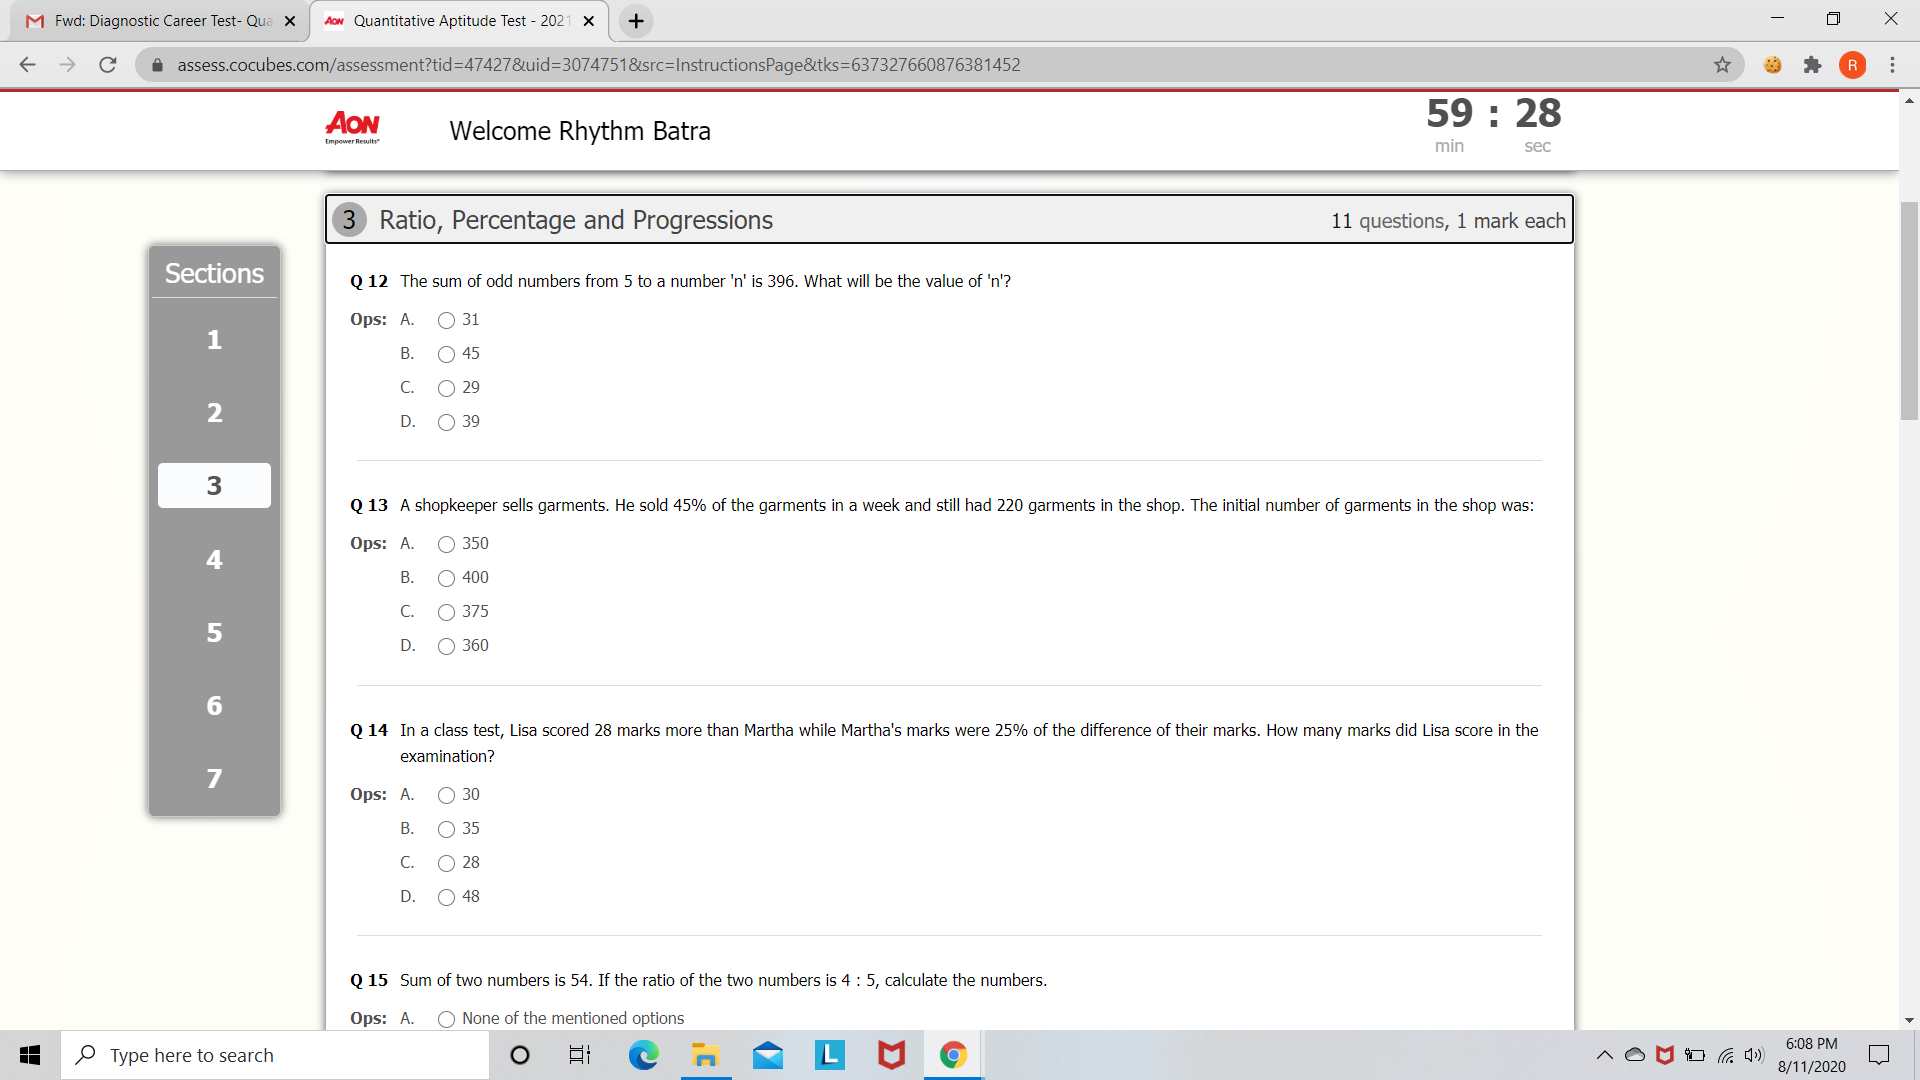 Fwd: Diagnostic Career Test- Qua
AON Quantitative Aptitude Test - 2021
assess.cocubes.com/assessment?tid=47427&uid=3074751&src=InstructionsPage&tks=637327660876381452
R
AON
Empower Results®
Welcome Rhythm Batra
59 : 28
min sec
3 Ratio, Percentage and Progressions 11 questions, 1 mark each
Sections
1
2
3
4
5
6
7
Q 12 The sum of odd numbers from 5 to a number 'n' is 396. What will be the value of 'n'?
Ops: A. 31
B. 45
C. 29
D. 39
Q 13 A shopkeeper sells garments. He sold 45% of the garments in a week and still had 220 garments in the shop. The initial number of garments in the shop was:
Ops: A. 350
B. 400
C. 375
D. 360
Q 14 In a class test, Lisa scored 28 marks more than Martha while Martha's marks were 25% of the difference of their marks. How many marks did Lisa score in the
examination?
Ops: A. 30
B. 35
C. 28
D. 48
Q 15 Sum of two numbers is 54. If the ratio of the two numbers is 4 : 5, calculate the numbers.
Ops: A. None of the mentioned options
Type here to search
L
6:08 PM
8/11/2020